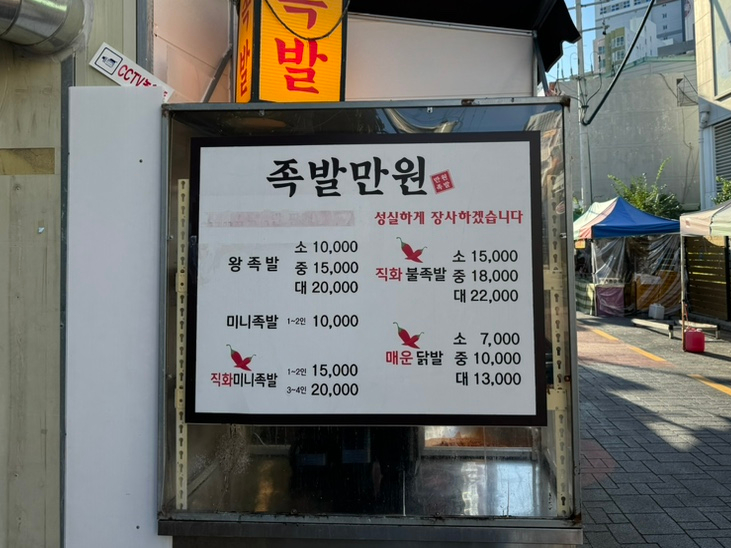 족발
발
CCTV
족발만원
만원
족발
성실하게 장사하겠습니다
왕족발
소 10,000
중 15,000
대 20,000
미니족발 1~2인 10,000
직화미니족발
1~2인 15,000
3~4인 20,000
직화불족발
소 15,000
중 18,000
대 22,000
매운닭발
소 7,000
중 10,000
대 13,000